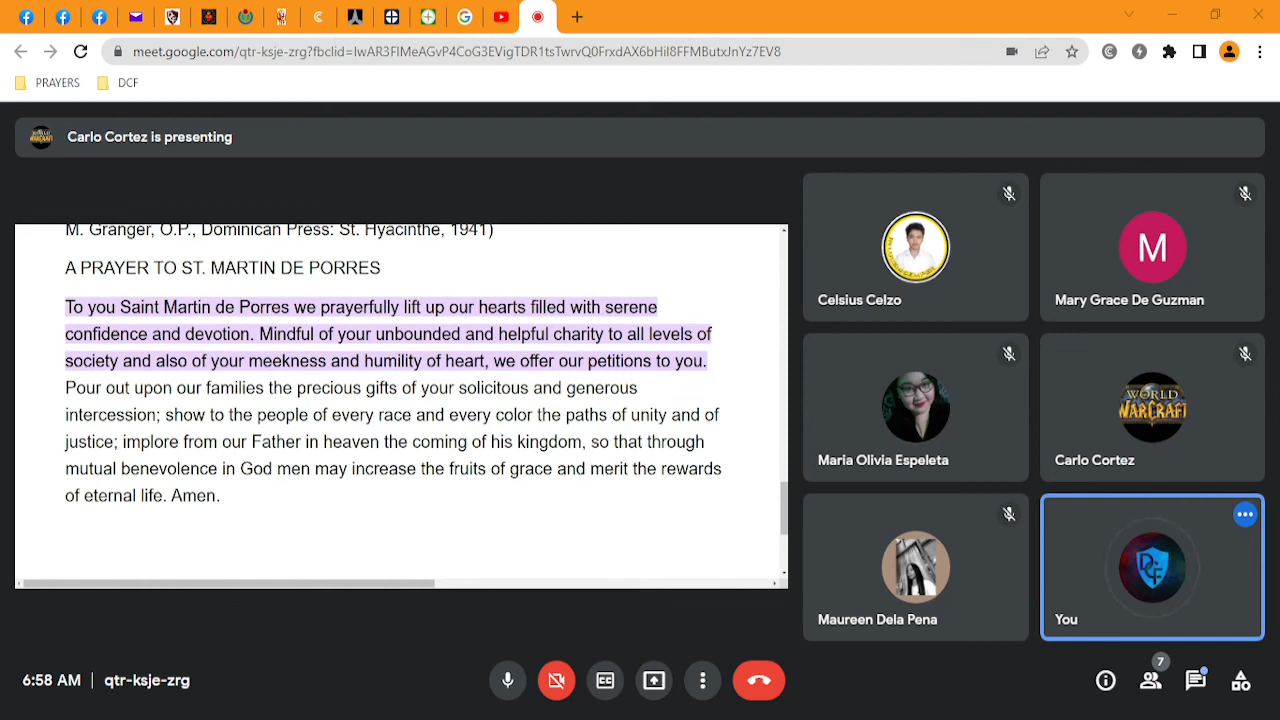 meet.google.com/qtr-ksje-zrg?fbclid=IwAR3FlMeAGvP4CoG3EVigTDR1tsTwrvQ0FrxdAX6bHil8FFMButxJnYz7EV8
PRAYERS DCF
Carlo Cortez is presenting
M. Granger, O.P., Dominican Press: St. Hyacinthe, 1941)
A PRAYER TO ST. MARTIN DE PORRES
To you Saint Martin de Porres we prayerfully lift up our hearts filled with serene
confidence and devotion. Mindful of your unbounded and helpful charity to all levels of
society and also of your meekness and humility of heart, we offer our petitions to you.
Pour out upon our families the precious gifts of your solicitous and generous
intercession; show to the people of every race and every color the paths of unity and of
justice; implore from our Father in heaven the coming of his kingdom, so that through
mutual benevolence in God men may increase the fruits of grace and merit the rewards
of eternal life. Amen.
Celsius Celzo
M
Mary Grace De Guzman
Maria Olivia Espeleta
WORLD
WARCRAFT
Carlo Cortez
Maureen Dela Pena
DCF
You
6:58 AM | qtr-ksje-zrg
7